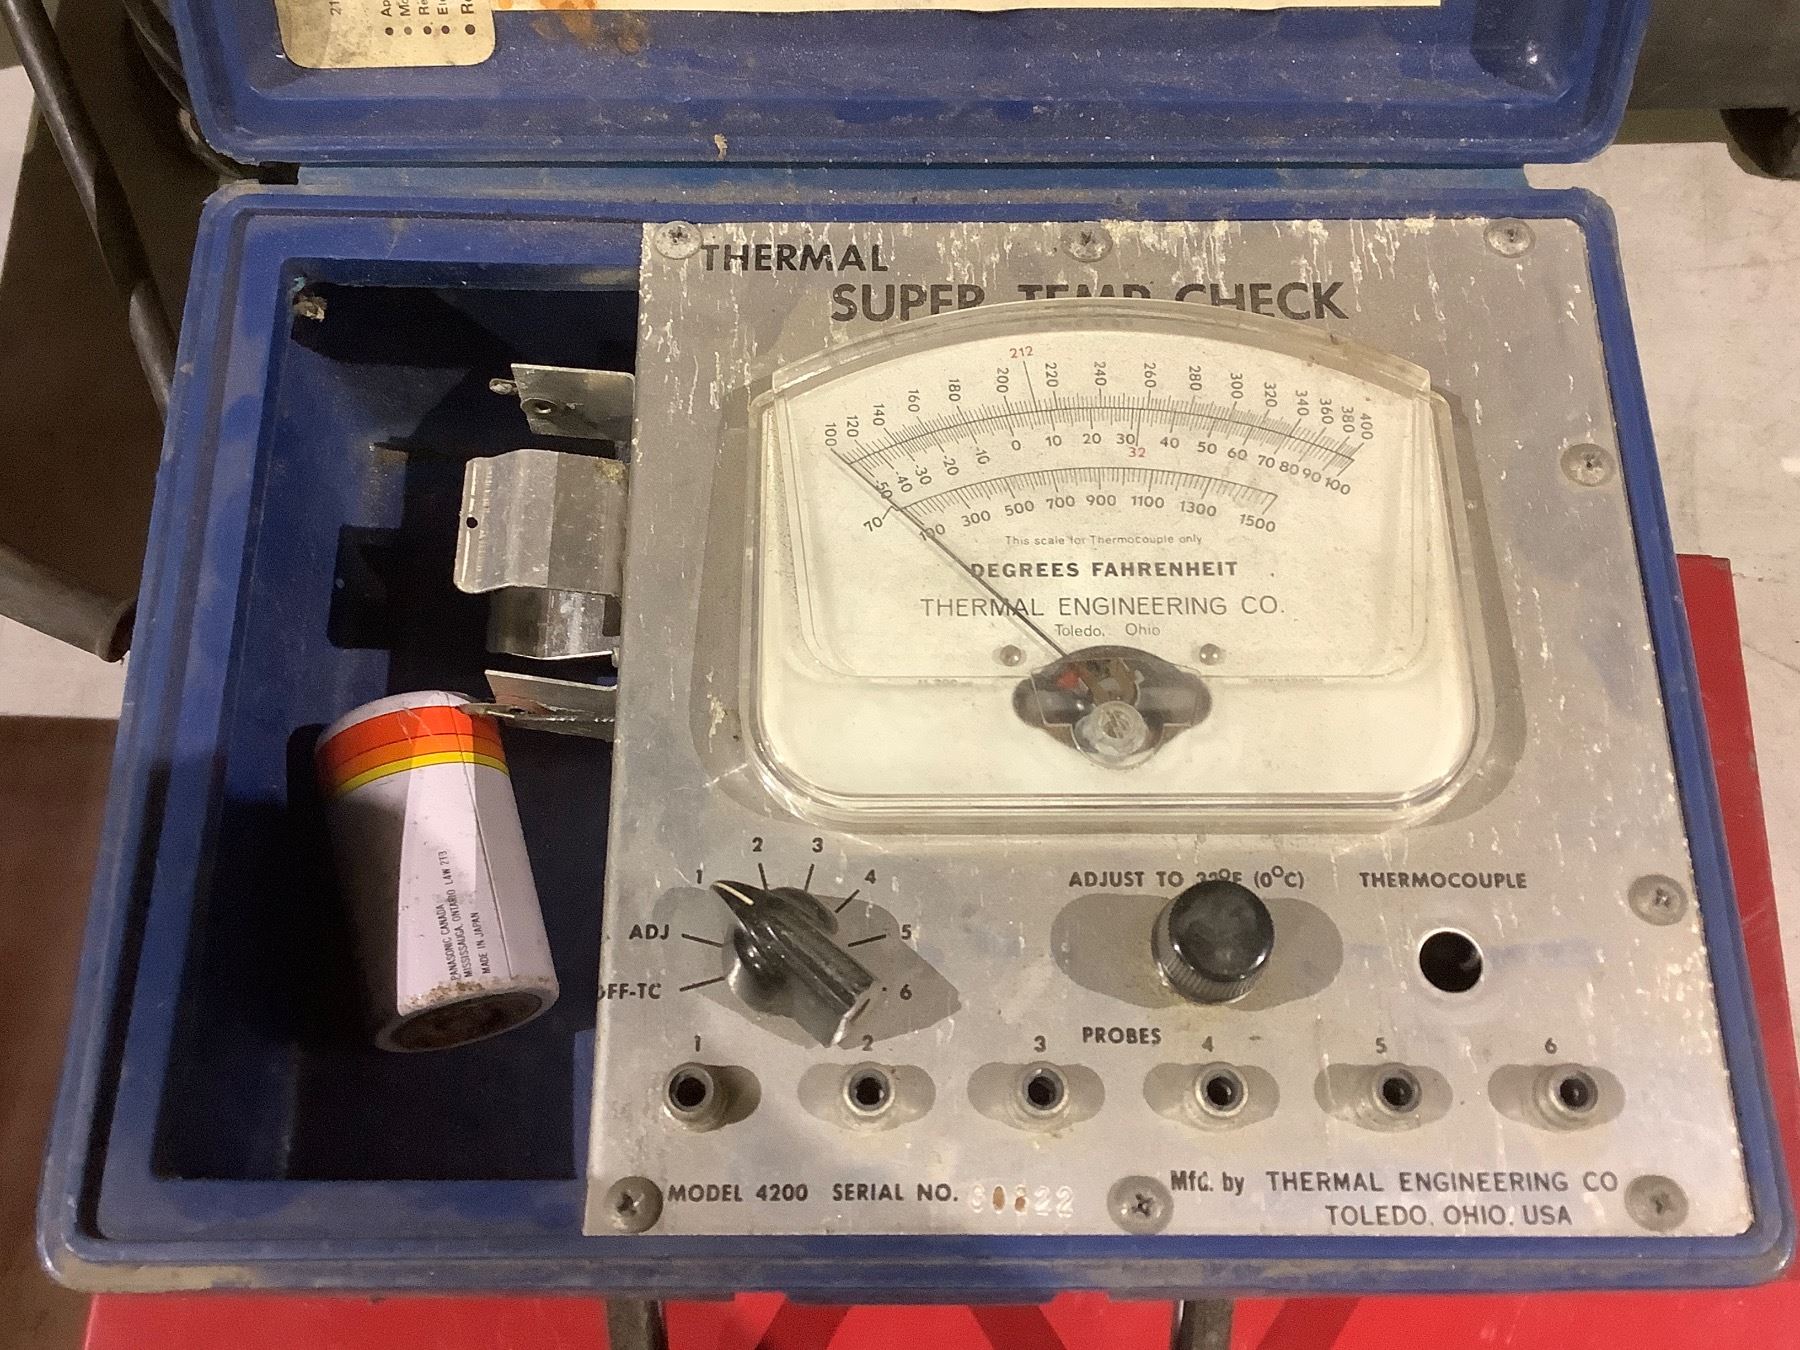 THERMAL
SUPER TEMP CHECK
212
100 120 140 160 180 200 220 240 260 280 300 320 340 360 380 400
-50 -40 -30 -20 -10 0 10 20 30 40 50 60 70 80 90 100
32
70 100 300 500 700 900 1100 1300 1500
This scale for Thermocouple only
DEGREES FAHRENHEIT
THERMAL ENGINEERING CO.
Toledo, Ohio
PANASONIC CANADA
MISSISSAUGA, ONTARIO L4W 2T3
MADE IN JAPAN
OFF-TC ADJ 1 2 3 4 5 6
ADJUST TO 32°F (0°C)
THERMOCOUPLE
PROBES
1 2 3 4 5 6
MODEL 4200 SERIAL NO.
Mfg. by THERMAL ENGINEERING CO
TOLEDO, OHIO, USA